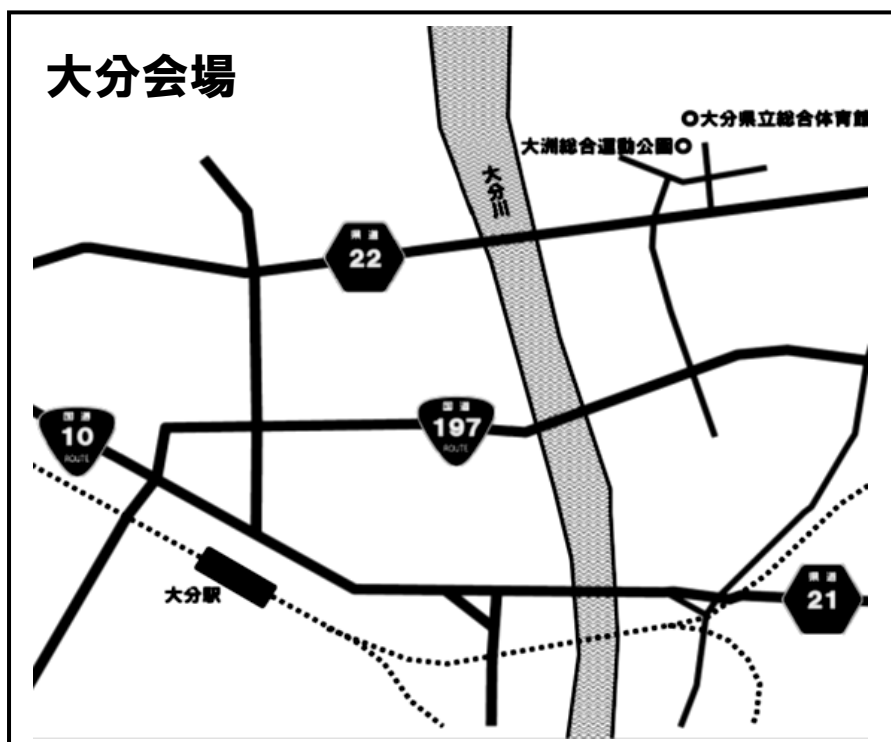 大分会場
大分県立総合体育館
大洲総合運動公園
大分川
県道
22
国道
10
ROUTE
国道
197
ROUTE
大分駅
県道
21